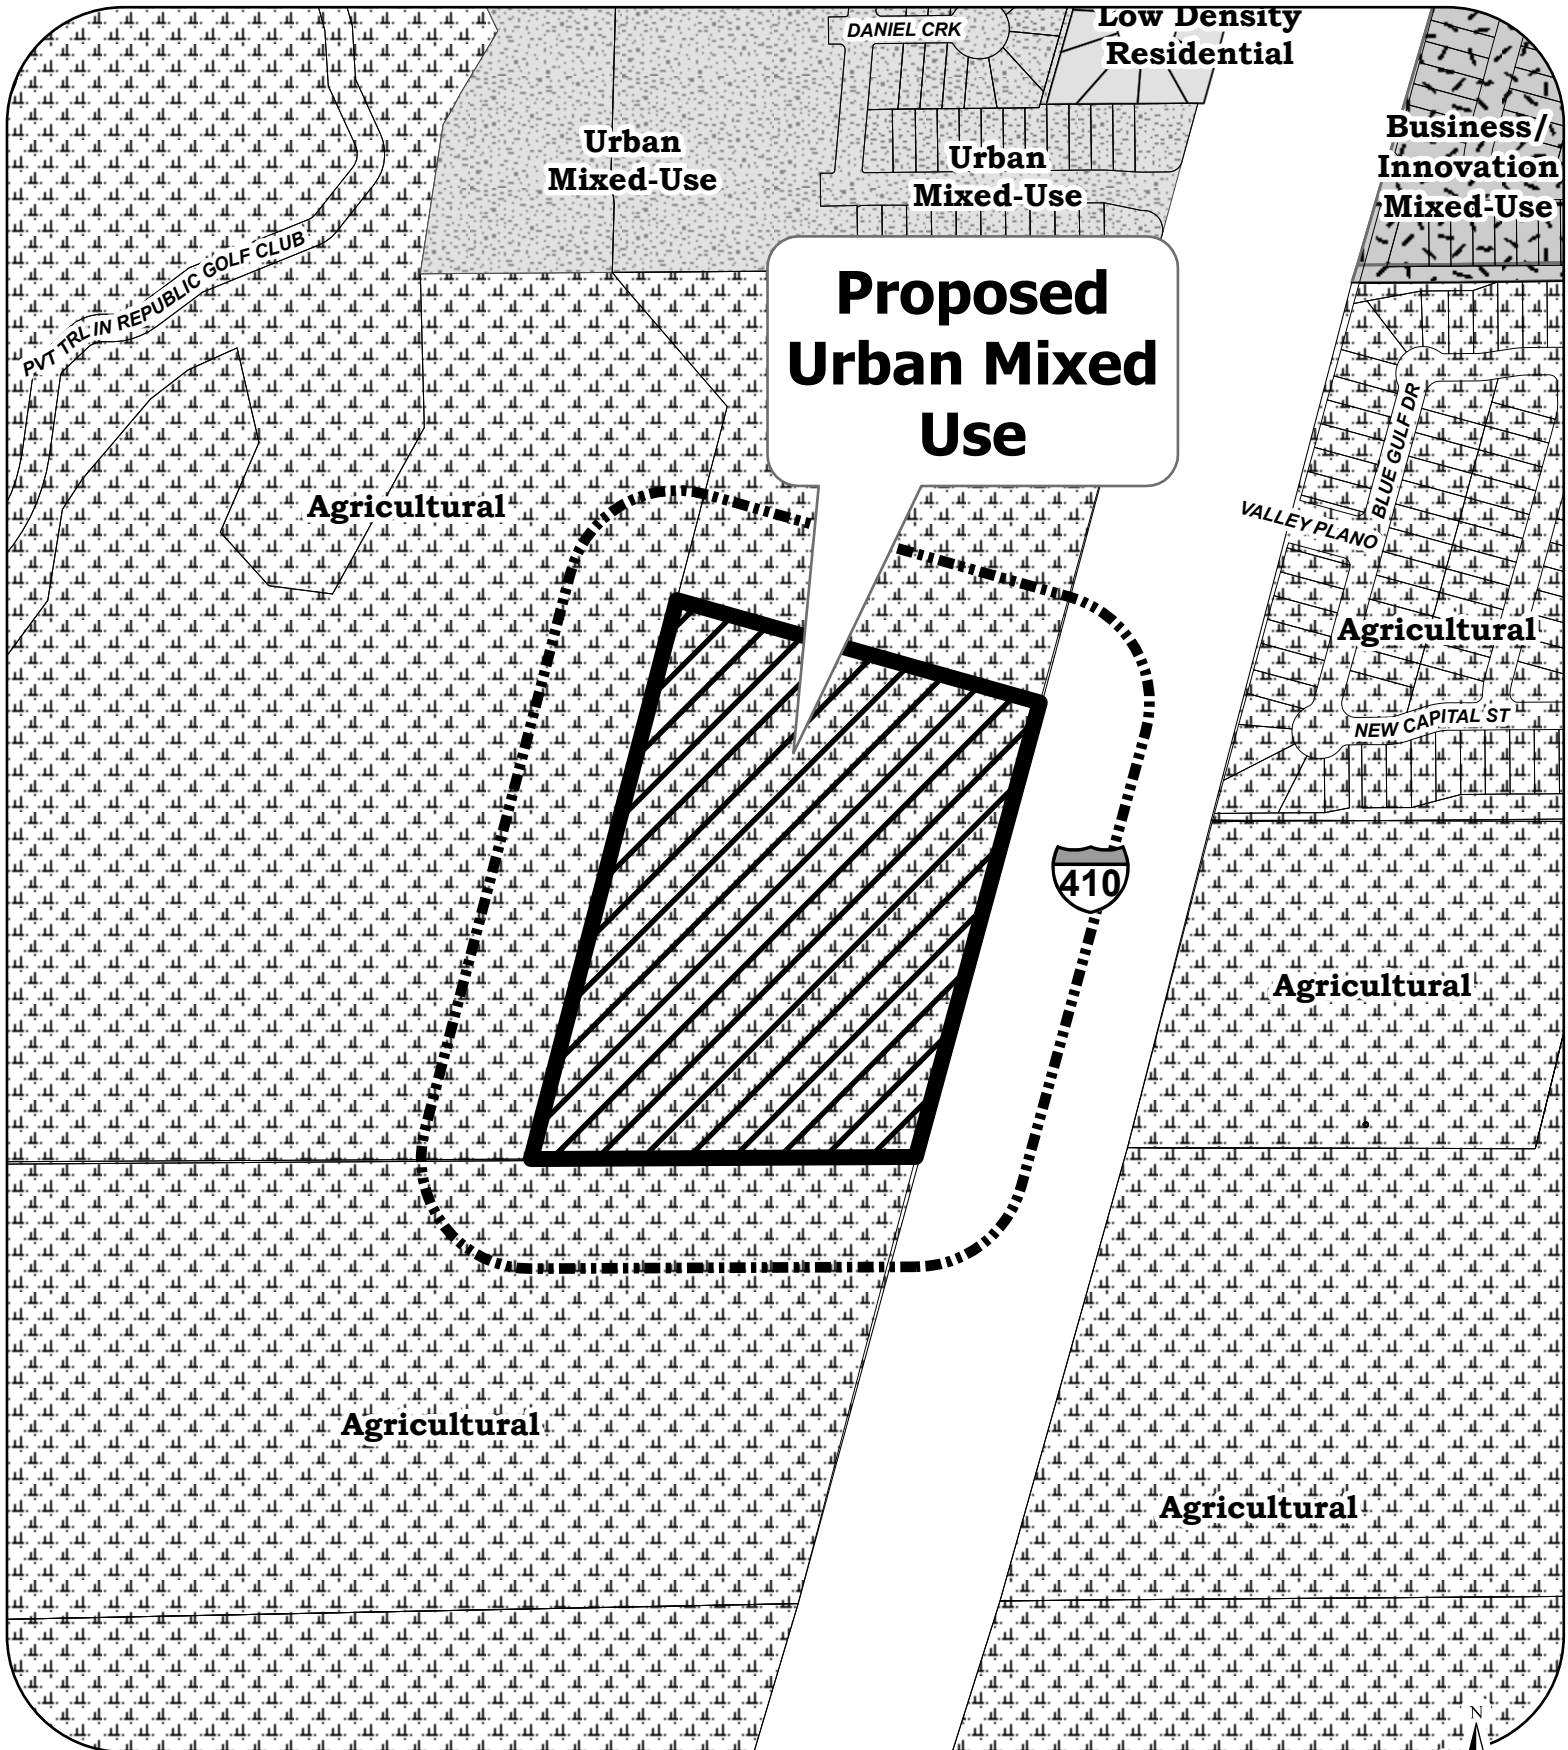 DANIEL CRK
Low Density
Residential
Urban
Mixed-Use
Urban
Mixed-Use
Business/
Innovation
Mixed-Use
PVT TRL IN REPUBLIC GOLF CLUB
Proposed
Urban Mixed
Use
BLUE GULF DR
VALLEY PLANO
Agricultural
Agricultural
NEW CAPITAL ST
410
Agricultural
Agricultural
Agricultural
N